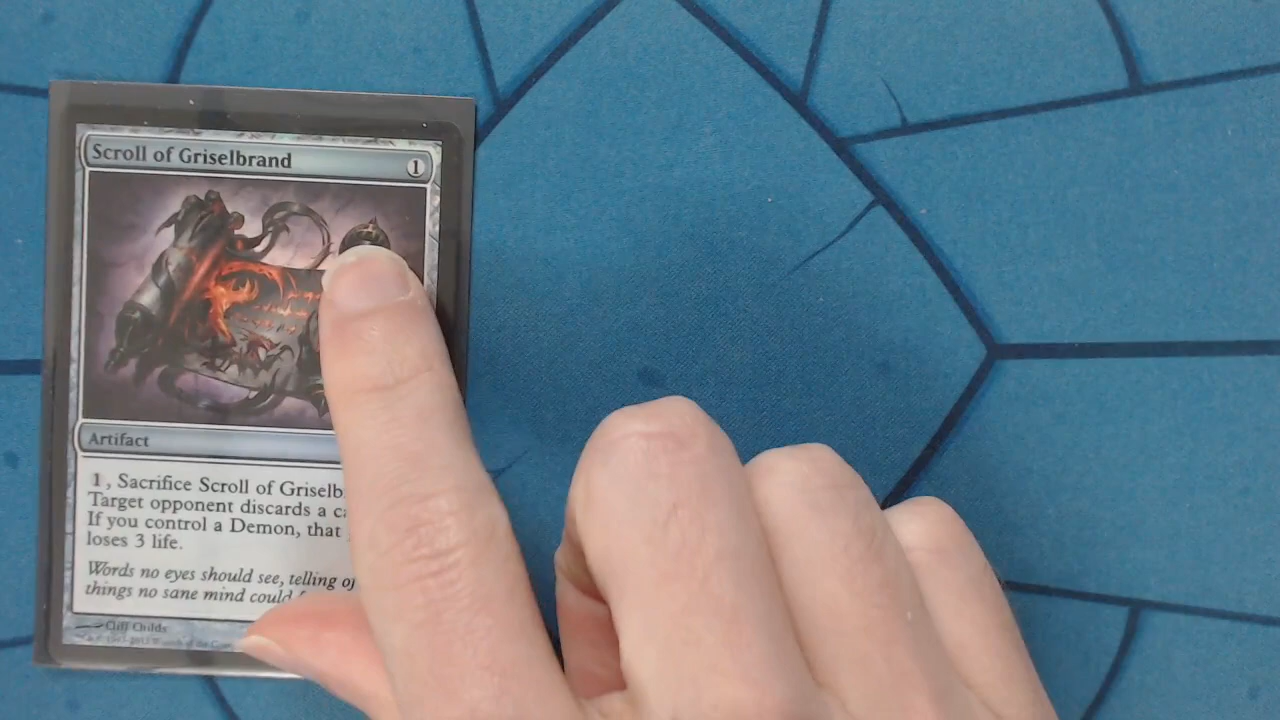 Scroll of Griselbrand 1
Artifact
1, Sacrifice Scroll of Griselb
Target opponent discards a ca
If you control a Demon, that
loses 3 life.
Words no eyes should see, telling of
things no sane mind could
Cliff Childs